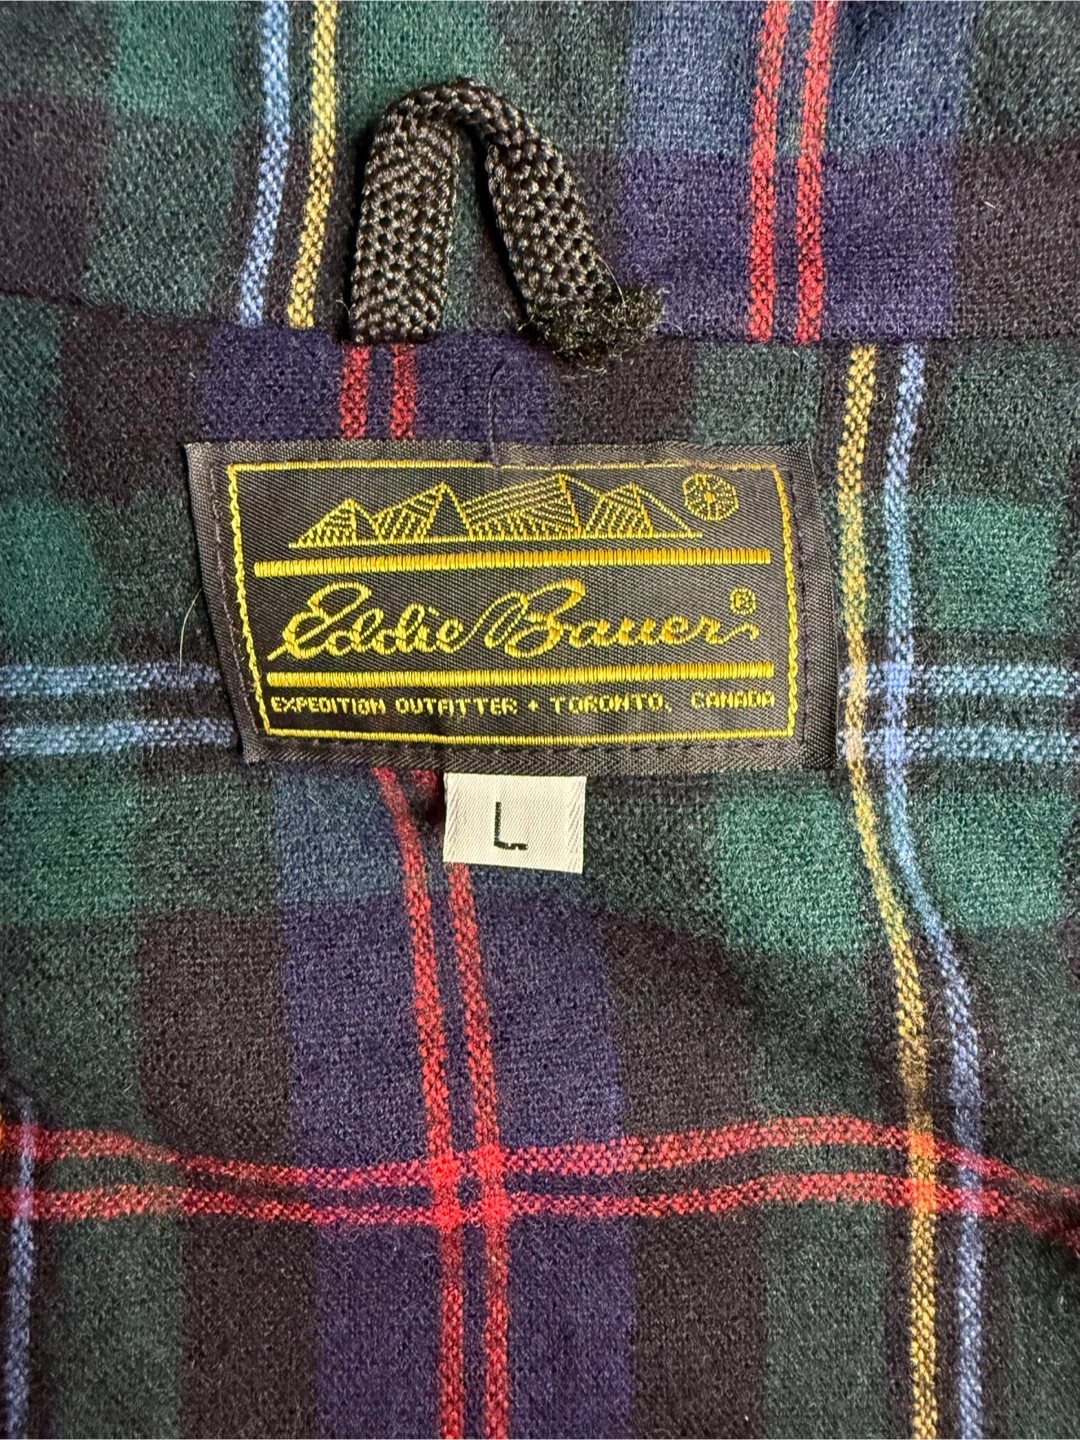 Eddie Bauer ®
EXPEDITION OUTFITTER + TORONTO, CANADA
L